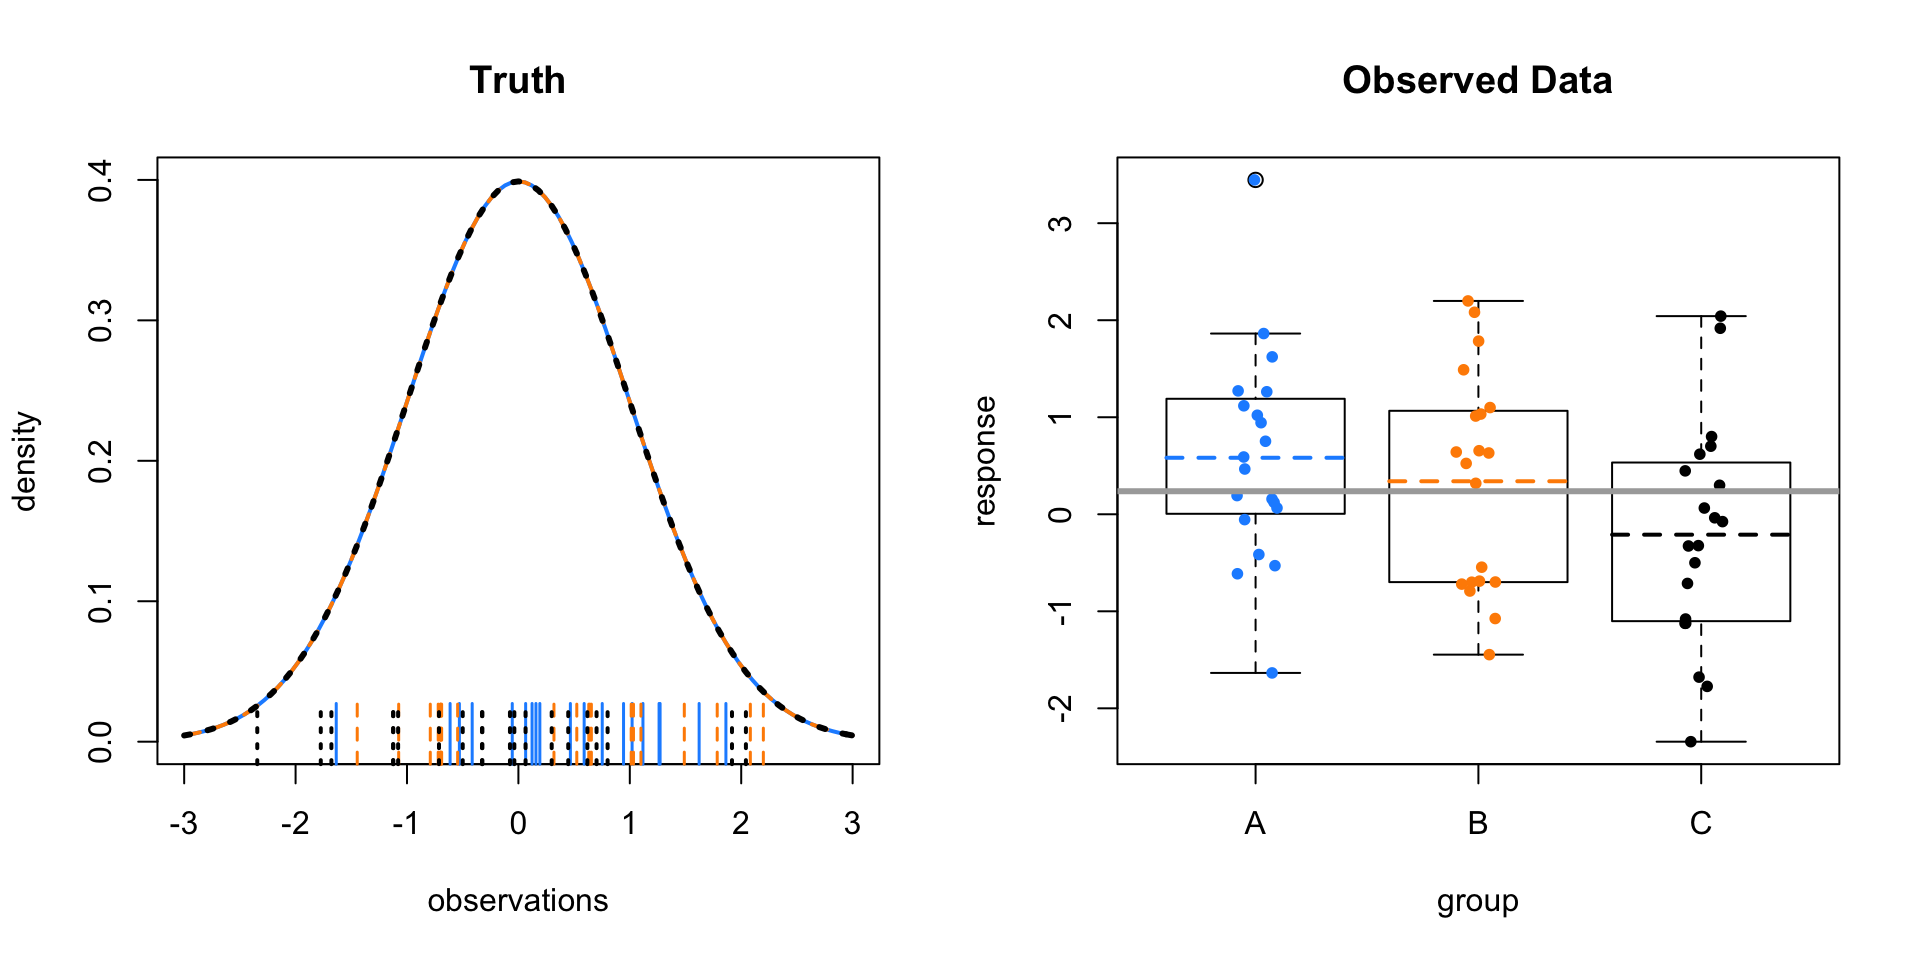 Truth
density
0.4
0.3
0.2
0.1
0.0
-3 -2 -1 0 1 2 3
observations
Observed Data
response
3
2
1
0
-1
-2
A B C
group